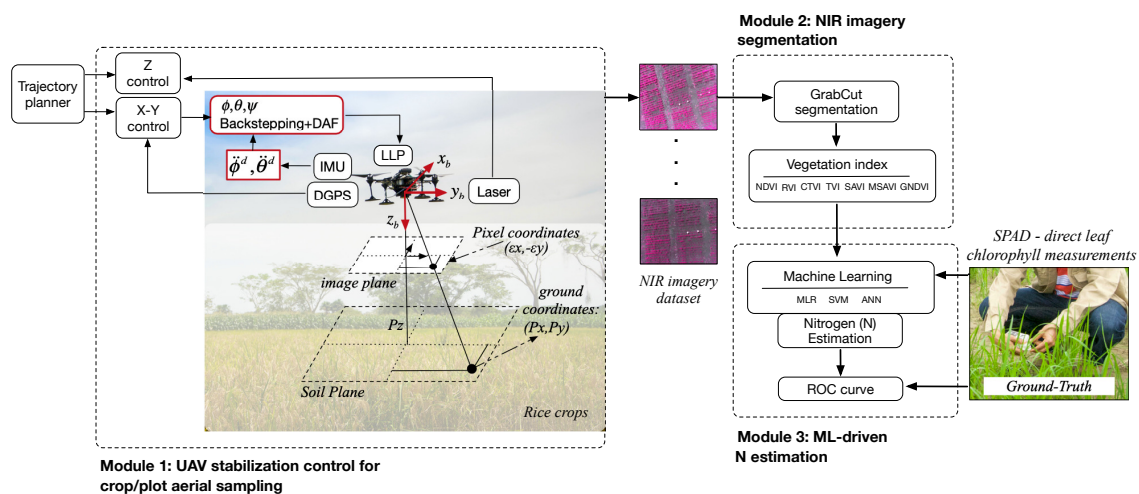 Module 2: NIR imagery
segmentation
Trajectory
planner
Z
control
X-Y
control
ϕ,θ,ψ
Backstepping+DAF
ϕ̈ᵈ,θ̈ᵈ
IMU
DGPS
LLP
Laser
x_b
y_b
z_b
Pixel coordinates
(εx,-εy)
image plane
ground
coordinates:
(Px,Py)
Pz
Soil Plane
Rice crops
Module 1: UAV stabilization control for
crop/plot aerial sampling
NIR imagery
dataset
GrabCut
segmentation
Vegetation index
NDVI RVI CTVI TVI SAVI MSAVI GNDVI
SPAD - direct leaf
chlorophyll measurements
Machine Learning
MLR SVM ANN
Nitrogen (N)
Estimation
ROC curve
Ground-Truth
Module 3: ML-driven
N estimation